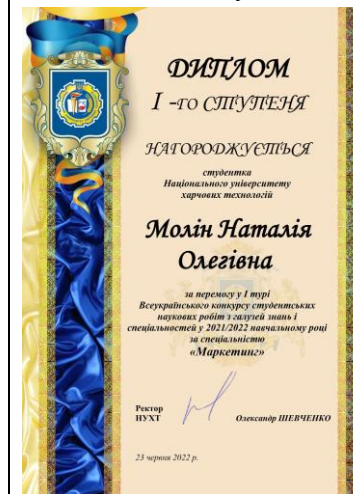 ДИПЛОМ
І -ГО СТУПЕНЯ
НАГОРОДЖУЄТЬСЯ
студентка
Національного університету
харчових технологій
Молін Наталія
Олегівна
за перемогу у І турі
Всеукраїнського конкурсу студентських
наукових робіт з галузей знань і
спеціальностей у 2021/2022 навчальному році
за спеціальністю
«Маркетинг»
Ректор
НУХТ
Олександр ШЕВЧЕНКО
23 червня 2022 р.